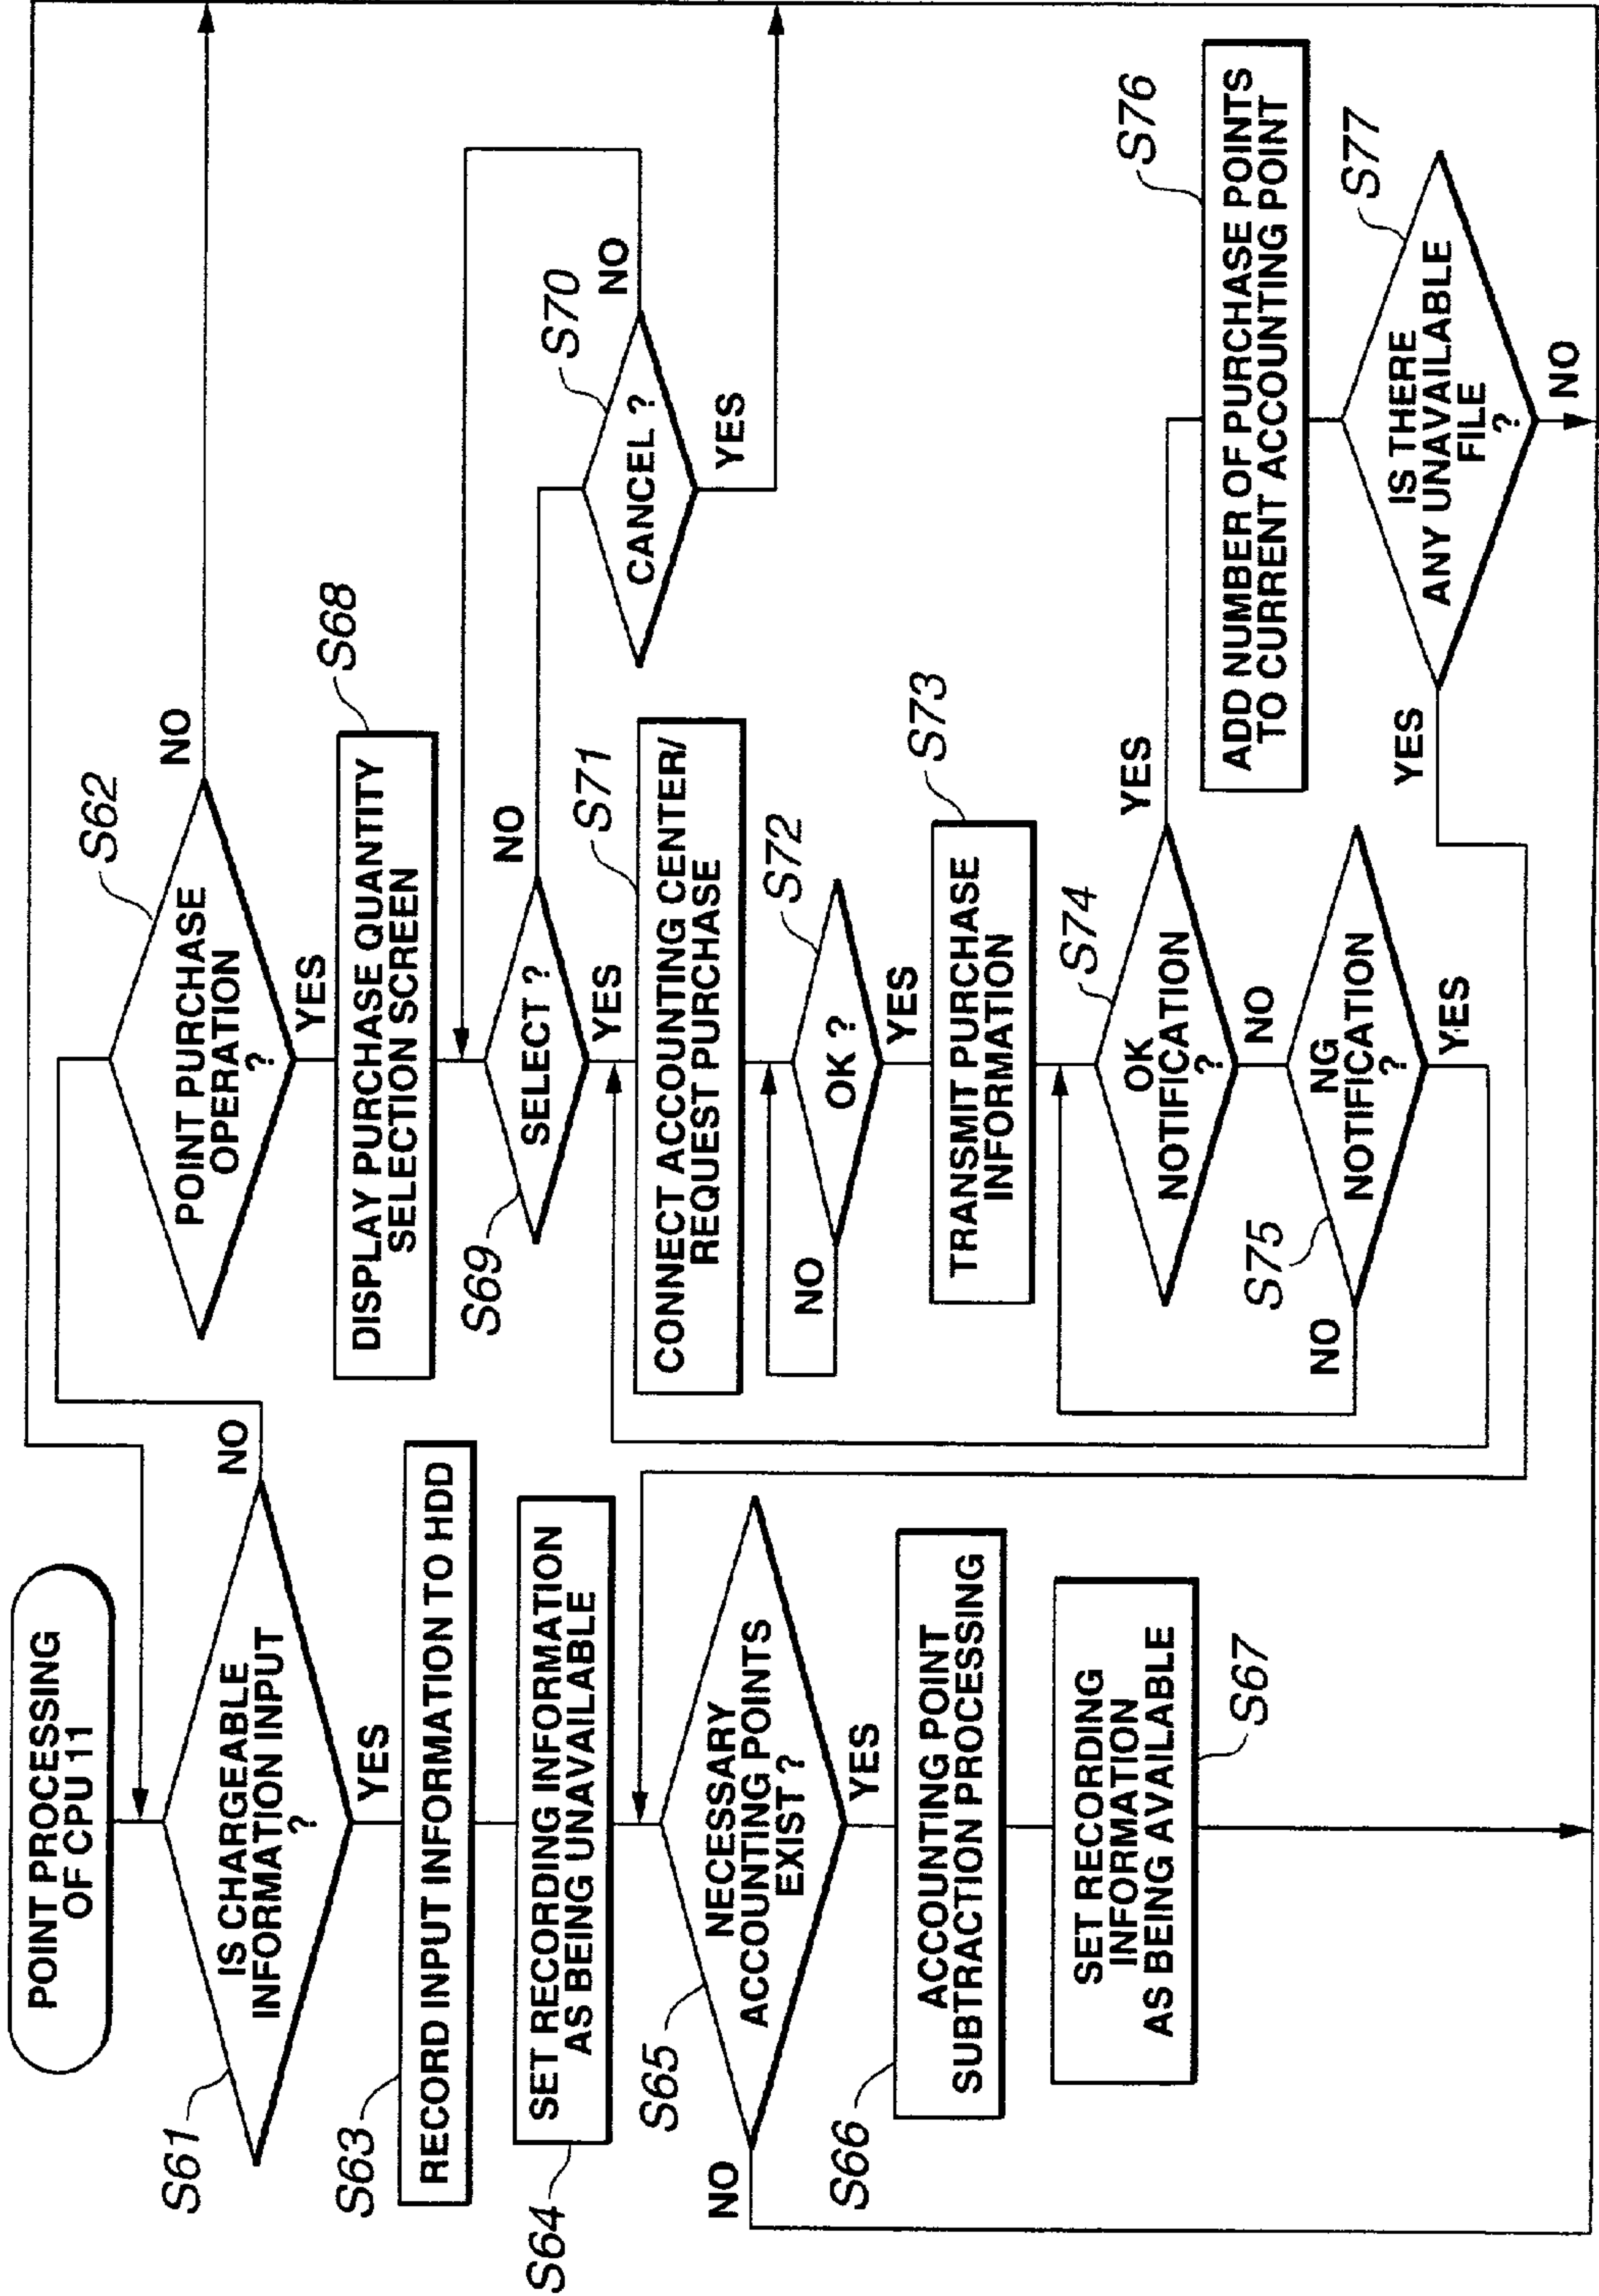 POINT PROCESSING
OF CPU 11
S61
IS CHARGEABLE
INFORMATION INPUT
?
NO
YES
S63
RECORD INPUT INFORMATION TO HDD
S64
SET RECORDING INFORMATION
AS BEING UNAVAILABLE
S65
NECESSARY
ACCOUNTING POINTS
EXIST ?
NO
YES
S66
ACCOUNTING POINT
SUBTRACTION PROCESSING
SET RECORDING
INFORMATION
AS BEING AVAILABLE
S67
S62
POINT PURCHASE
OPERATION
?
NO
YES
S68
DISPLAY PURCHASE QUANTITY
SELECTION SCREEN
S69
SELECT ?
NO
YES
S70
CANCEL ?
NO
YES
S71
CONNECT ACCOUNTING CENTER/
REQUEST PURCHASE
S72
OK ?
NO
YES
S73
TRANSMIT PURCHASE
INFORMATION
S74
OK
NOTIFICATION
?
YES
NO
S75
NG
NOTIFICATION
?
NO
YES
S76
ADD NUMBER OF PURCHASE POINTS
TO CURRENT ACCOUNTING POINT
S77
IS THERE
ANY UNAVAILABLE
FILE
?
YES
NO